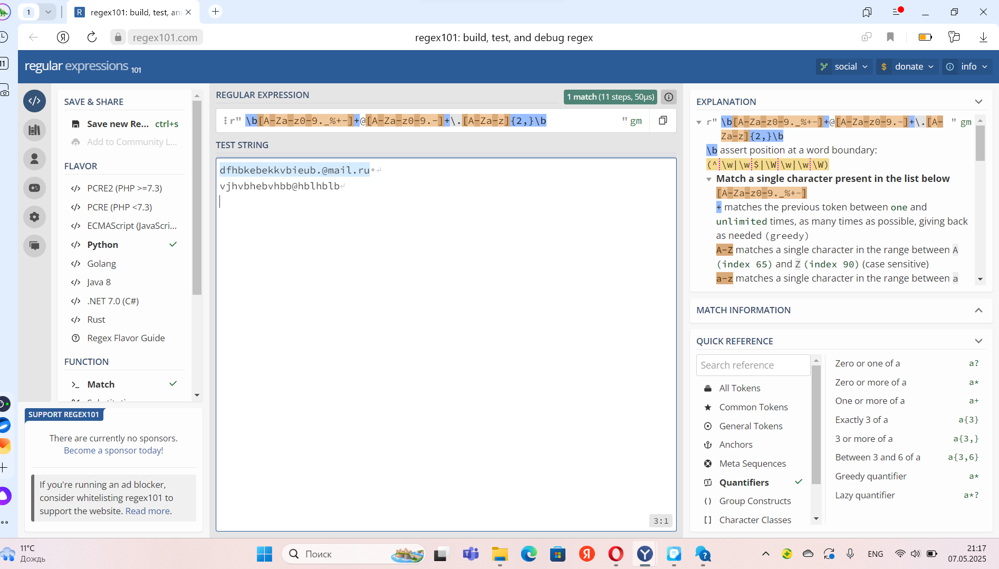 1
R regex101: build, test, an
regex101.com
regex101: build, test, and debug regex
11
regular expressions 101
social
$ donate
info
SAVE & SHARE
Save new Re... ctrl+s
Add to Community L...
FLAVOR
</> PCRE2 (PHP >=7.3)
</> PCRE (PHP <7.3)
</> ECMAScript (JavaScri...
</> Python
</> Golang
</> Java 8
</> .NET 7.0 (C#)
</> Rust
Regex Flavor Guide
FUNCTION
>_ Match
SUPPORT REGEX101
There are currently no sponsors.
Become a sponsor today!
If you're running an ad blocker,
consider whitelisting regex101 to
support the website. Read more.
REGULAR EXPRESSION
1 match (11 steps, 50μs)
r" \b[A-Za-z0-9._%+-]+@[A-Za-z0-9.-]+\.[A-Za-z]{2,}\b " gm
TEST STRING
dfhbkebekkvbieub.@mail.ru
vjhvbhebvhbb@hblhblb
3:1
EXPLANATION
r" \b[A-Za-z0-9._%+-]+@[A-Za-z0-9.-]+\.[A- " gm
Za-z]{2,}\b
\b assert position at a word boundary:
(^\w|\w$|\W\w|\w\W)
Match a single character present in the list below
[A-Za-z0-9._%+-]
+ matches the previous token between one and
unlimited times, as many times as possible, giving back
as needed (greedy)
A-Z matches a single character in the range between A
(index 65) and Z (index 90) (case sensitive)
a-z matches a single character in the range between a
MATCH INFORMATION
QUICK REFERENCE
Search reference
All Tokens
Common Tokens
General Tokens
Anchors
Meta Sequences
Quantifiers
Group Constructs
Character Classes
Zero or one of a a?
Zero or more of a a*
One or more of a a+
Exactly 3 of a a{3}
3 or more of a a{3,}
Between 3 and 6 of a a{3,6}
Greedy quantifier a*
Lazy quantifier a*?
11°C
Дождь
Поиск
ENG
21:17
07.05.2025